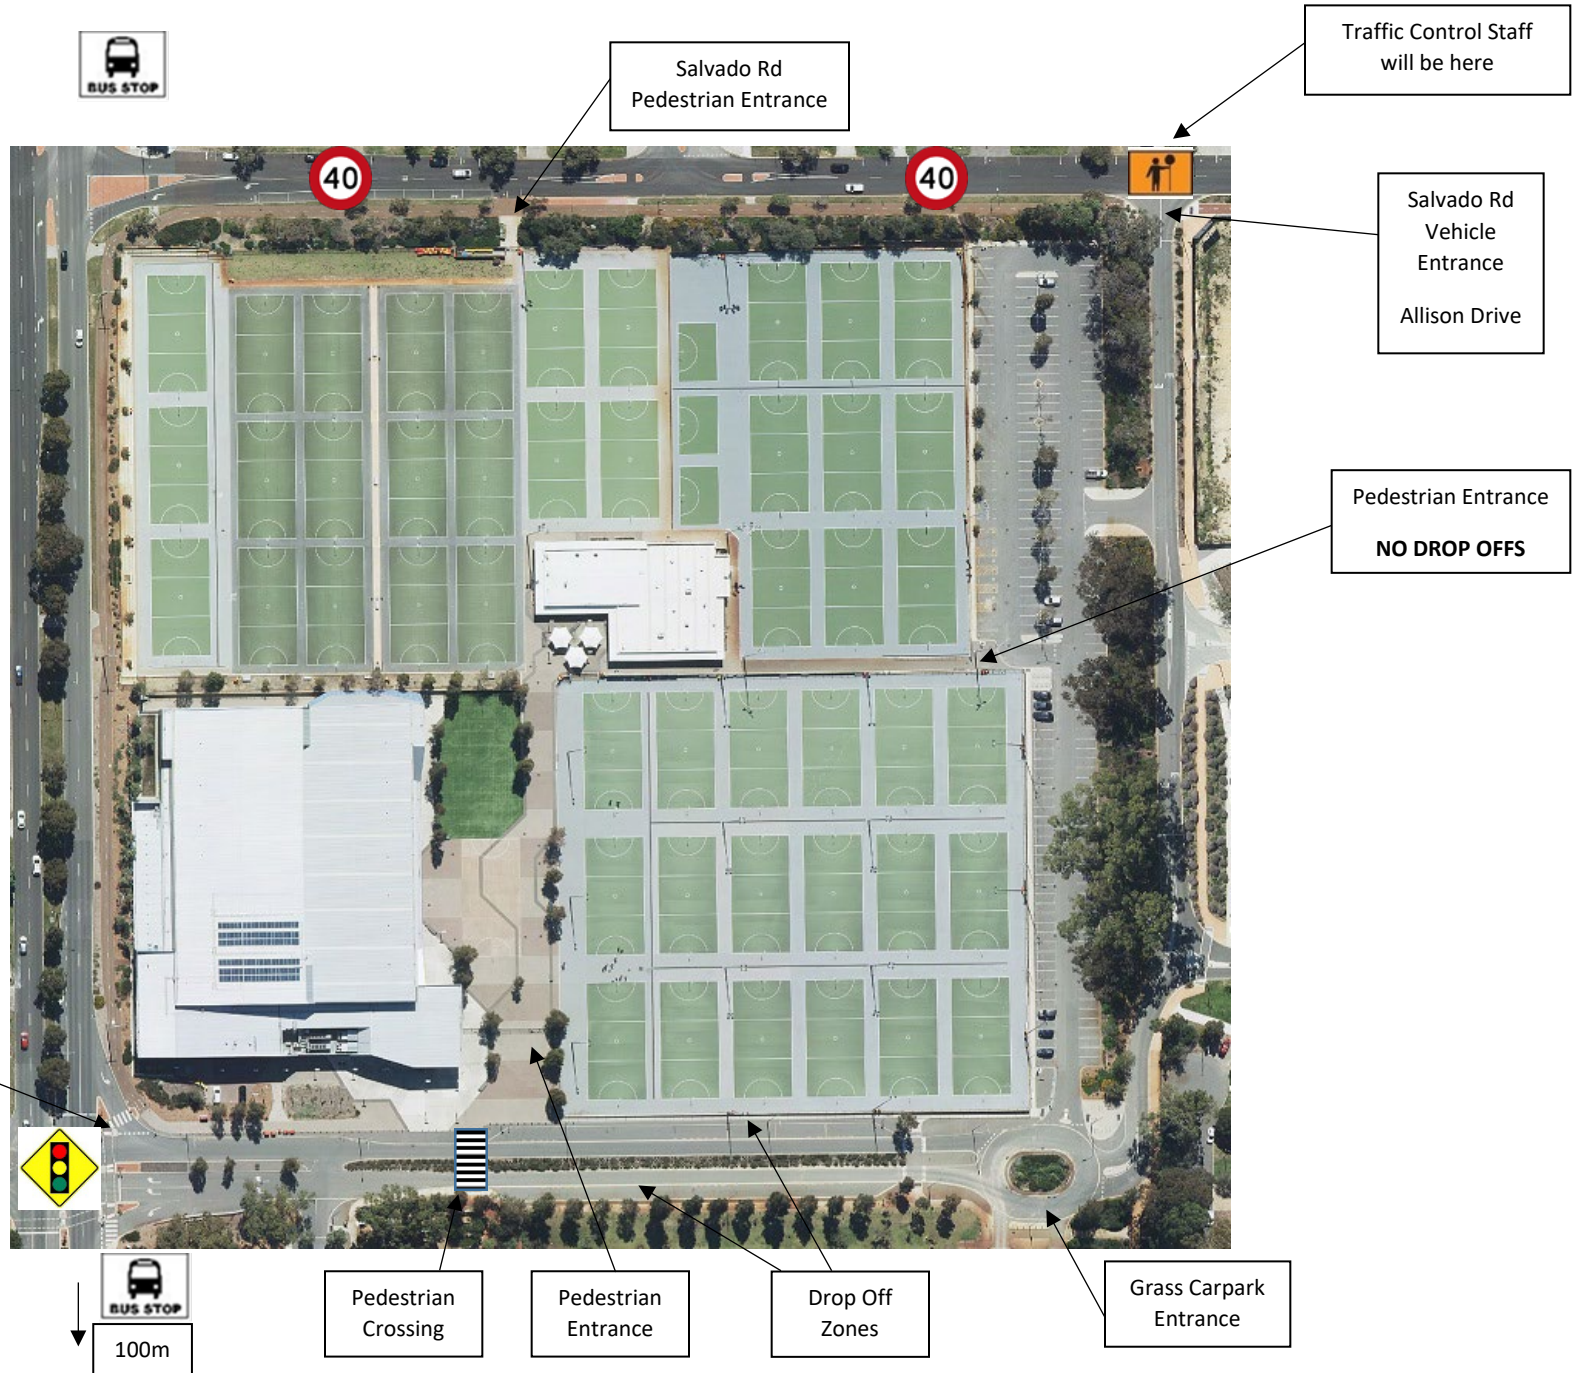 BUS STOP
Salvado Rd
Pedestrian Entrance
Traffic Control Staff
will be here
40
40
Salvado Rd
Vehicle
Entrance
Allison Drive
Pedestrian Entrance
NO DROP OFFS
BUS STOP
100m
Pedestrian
Crossing
Pedestrian
Entrance
Drop Off
Zones
Grass Carpark
Entrance